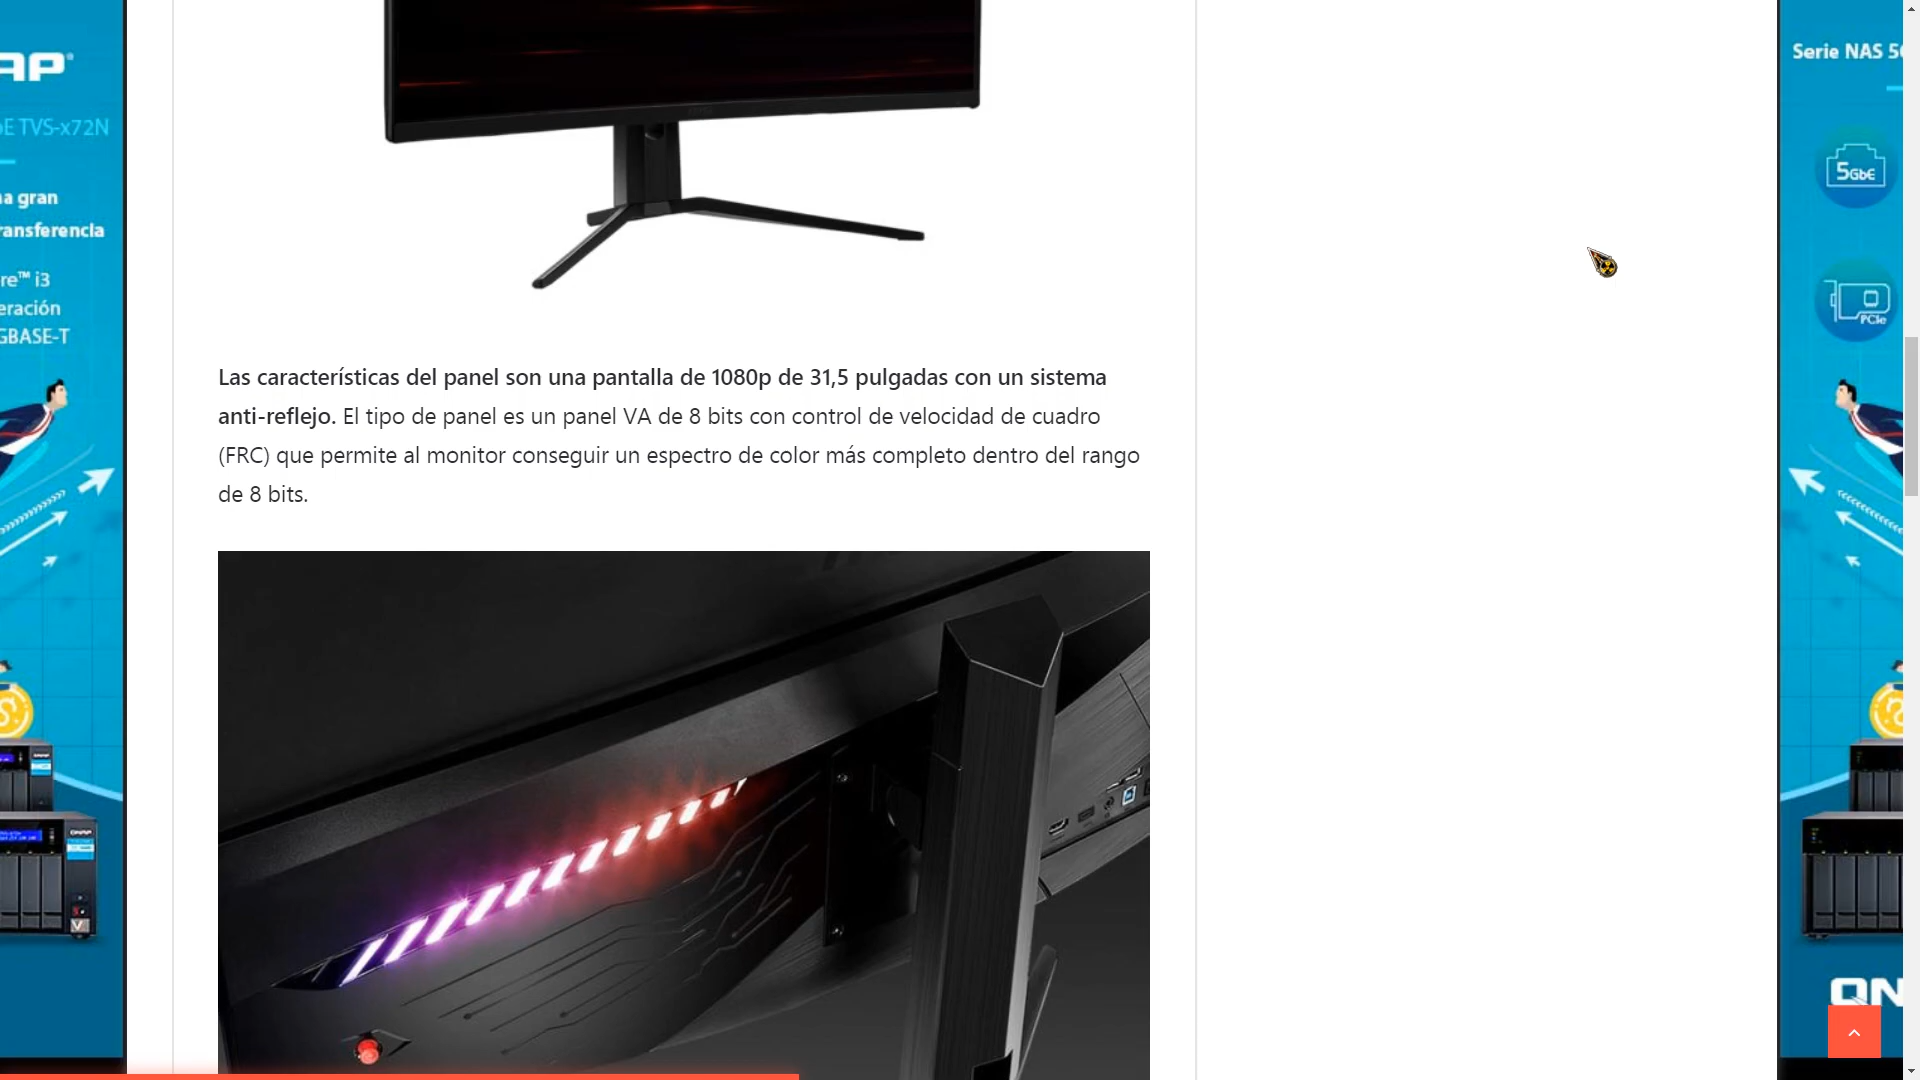 AP
E TVS-x72N
a gran
ransferencia
re™ i3
eración
GBASE-T
Serie NAS 5
5GbE
PCIe
Las características del panel son una pantalla de 1080p de 31,5 pulgadas con un sistema
anti-reflejo. El tipo de panel es un panel VA de 8 bits con control de velocidad de cuadro
(FRC) que permite al monitor conseguir un espectro de color más completo dentro del rango
de 8 bits.
QN